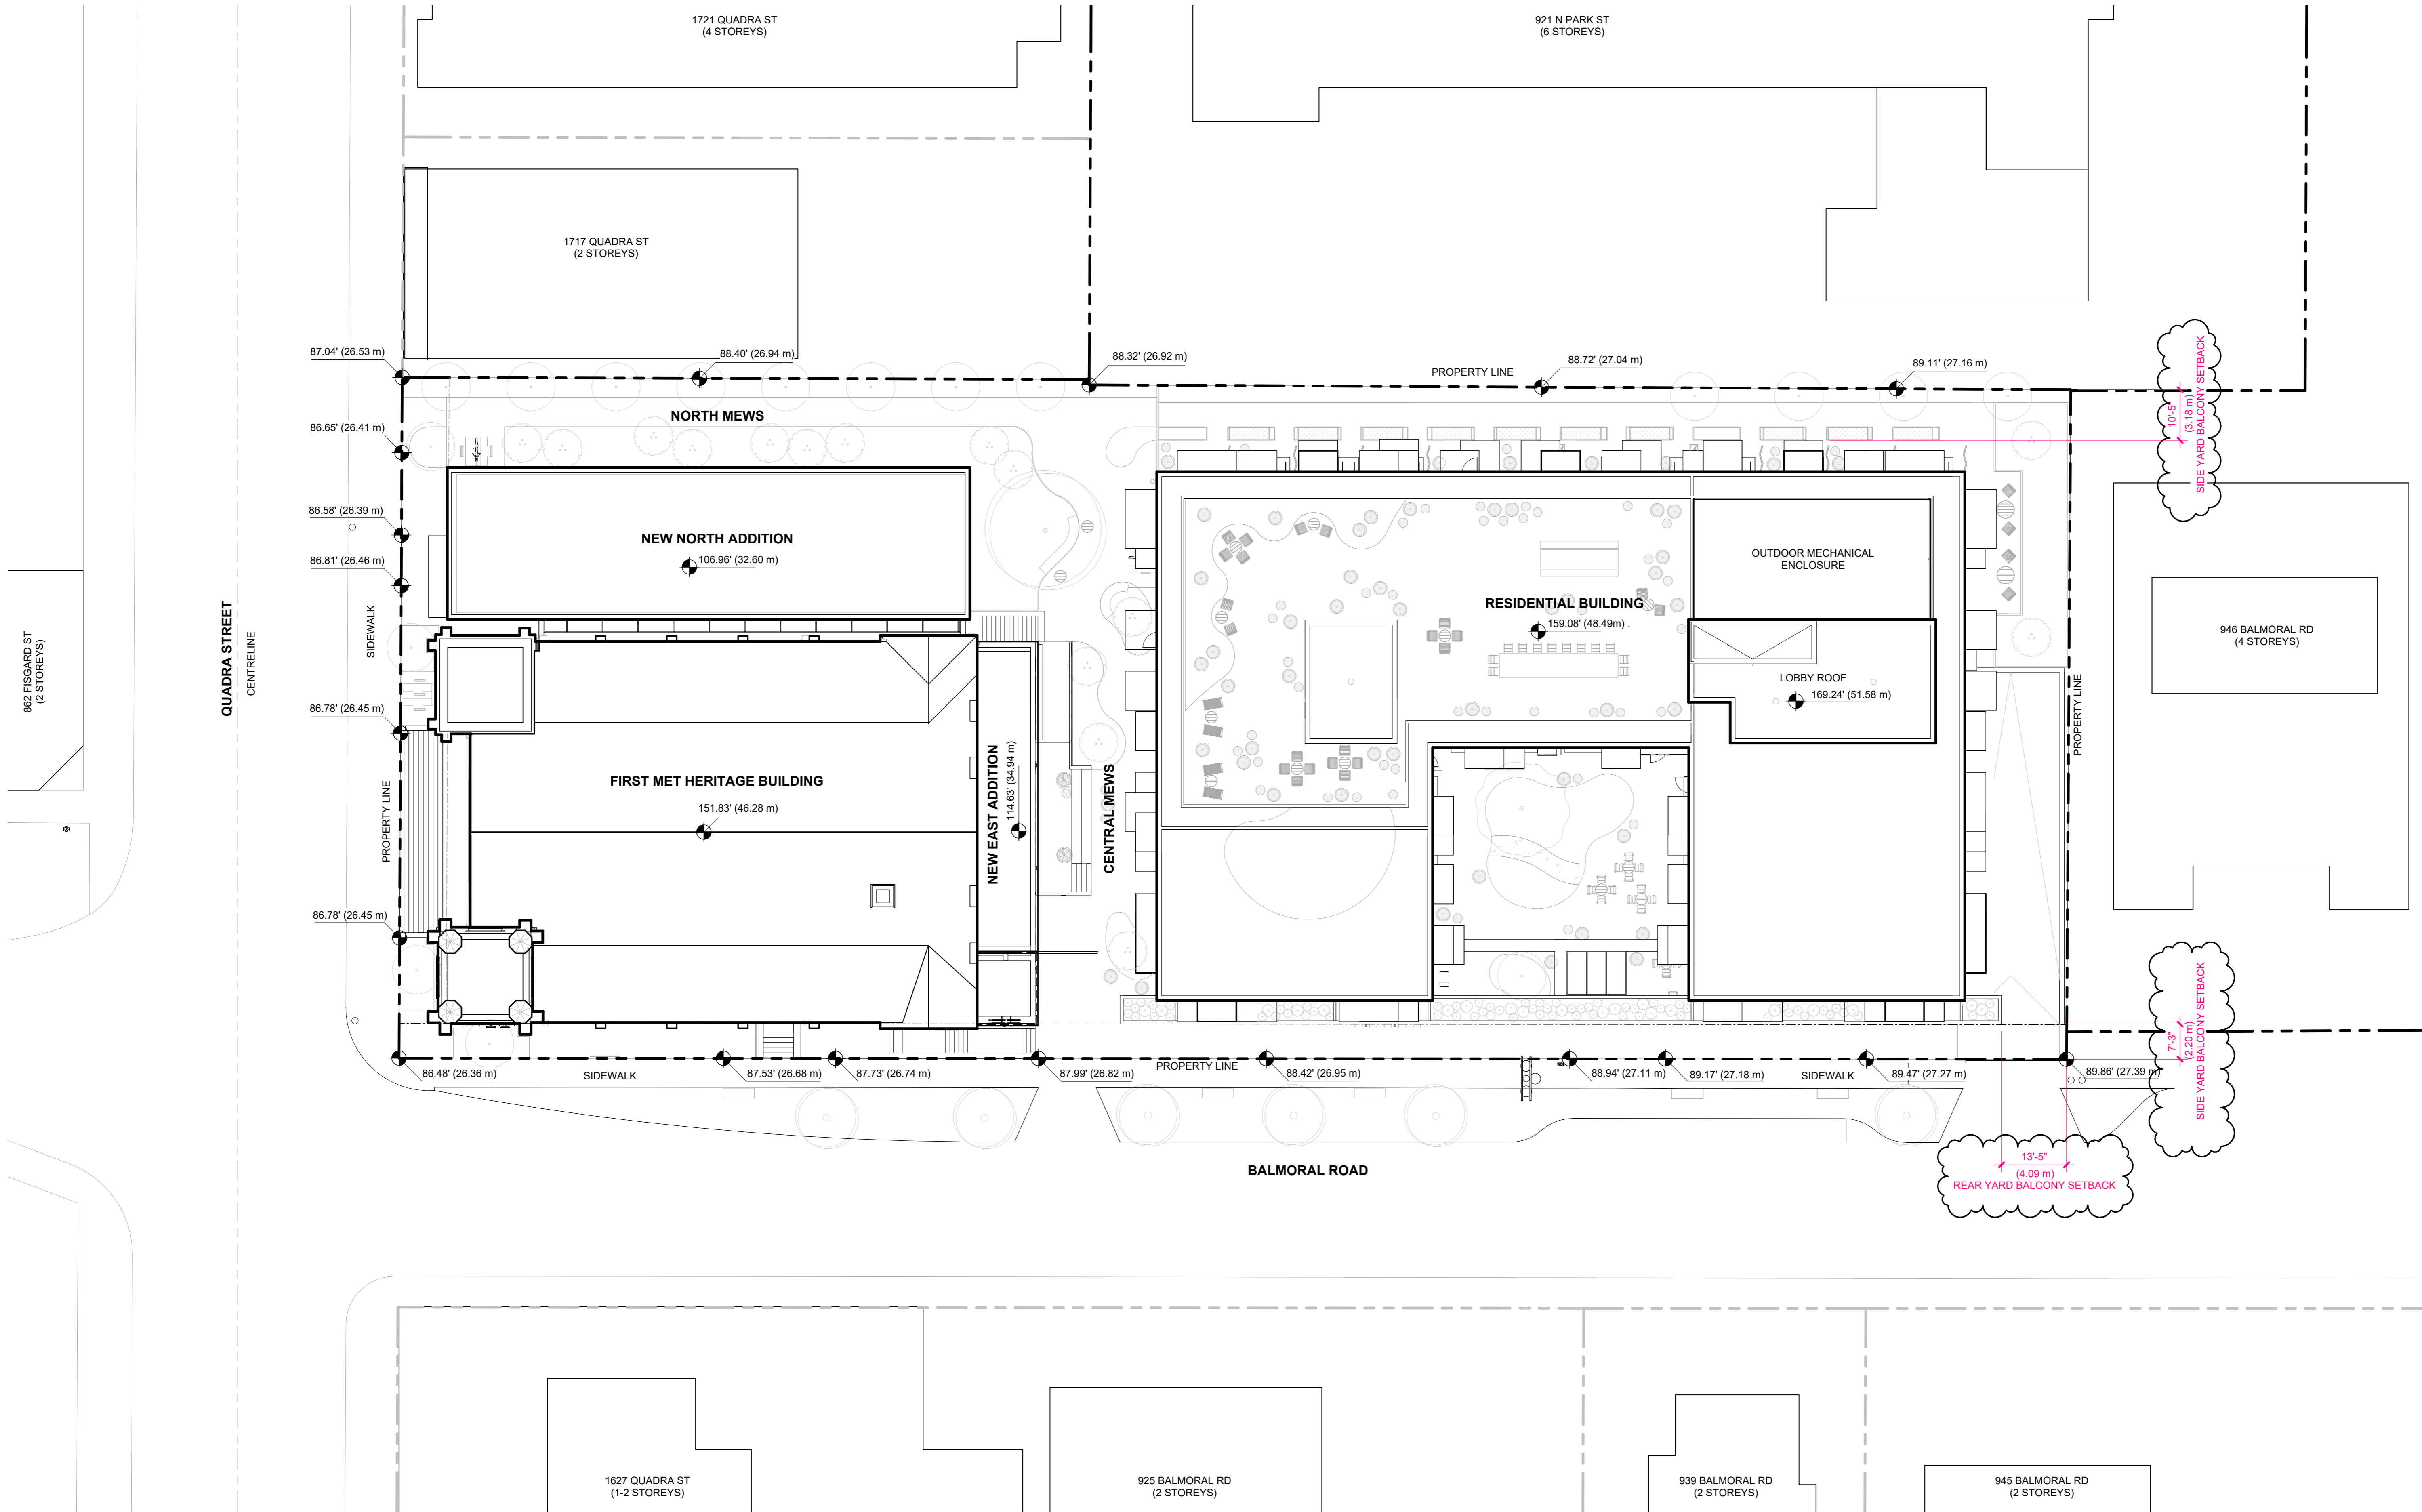 1721 QUADRA ST
(4 STOREYS)
921 N PARK ST
(6 STOREYS)
1717 QUADRA ST
(2 STOREYS)
87.04' (26.53 m)
88.40' (26.94 m)
88.32' (26.92 m)
88.72' (27.04 m)
89.11' (27.16 m)
PROPERTY LINE
10'-5"
(3.18 m)
SIDE YARD BALCONY SETBACK
NORTH MEWS
86.65' (26.41 m)
86.58' (26.39 m)
86.81' (26.46 m)
NEW NORTH ADDITION
106.96' (32.60 m)
OUTDOOR MECHANICAL
ENCLOSURE
RESIDENTIAL BUILDING
159.08' (48.49m) .
862 FISGARD ST
(2 STOREYS)
QUADRA STREET
CENTRELINE
SIDEWALK
946 BALMORAL RD
(4 STOREYS)
LOBBY ROOF
169.24' (51.58 m)
PROPERTY LINE
86.78' (26.45 m)
PROPERTY LINE
FIRST MET HERITAGE BUILDING
151.83' (46.28 m)
NEW EAST ADDITION
114.63' (34.94 m)
CENTRAL MEWS
86.78' (26.45 m)
7'-3"
(2.20 m)
SIDE YARD BALCONY SETBACK
86.48' (26.36 m)
SIDEWALK
87.53' (26.68 m)
87.73' (26.74 m)
87.99' (26.82 m)
PROPERTY LINE
88.42' (26.95 m)
88.94' (27.11 m)
89.17' (27.18 m)
SIDEWALK
89.47' (27.27 m)
89.86' (27.39 m)
13'-5"
(4.09 m)
REAR YARD BALCONY SETBACK
BALMORAL ROAD
1627 QUADRA ST
(1-2 STOREYS)
925 BALMORAL RD
(2 STOREYS)
939 BALMORAL RD
(2 STOREYS)
945 BALMORAL RD
(2 STOREYS)